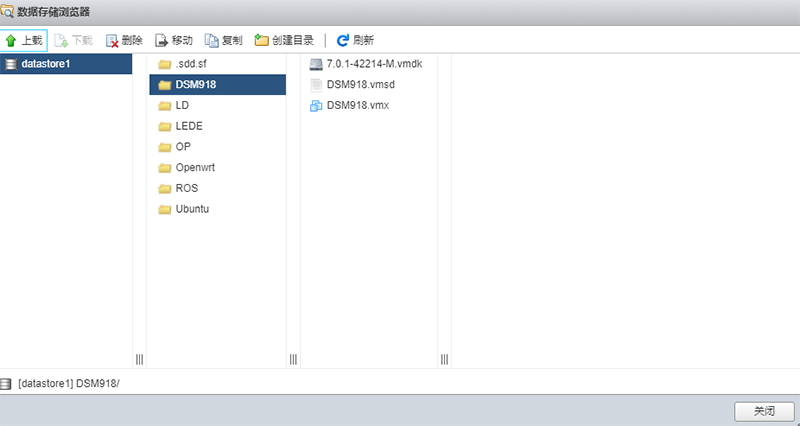 数据存储浏览器
上载 下载 删除 移动 复制 创建目录 刷新
datastore1
.sdd.sf
DSM918
LD
LEDE
OP
Openwrt
ROS
Ubuntu
7.0.1-42214-M.vmdk
DSM918.vmsd
DSM918.vmx
[datastore1] DSM918/
关闭